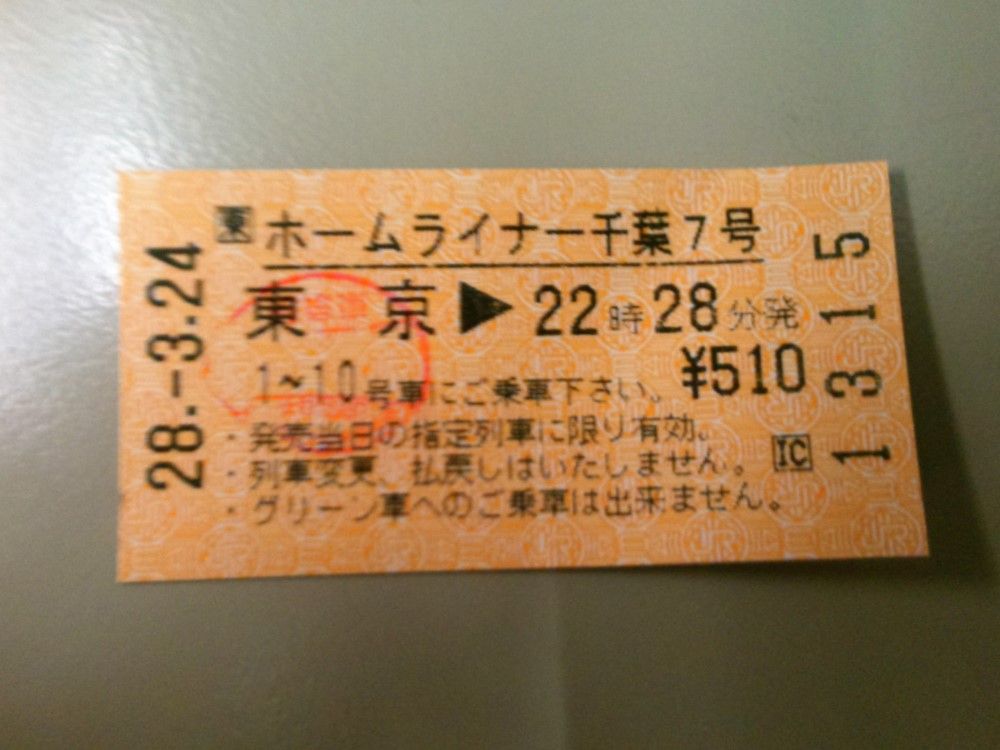 東 ホームライナー千葉7号
東京▶22時28分発
¥510
1~10号車にご乗車下さい。
・発売当日の指定列車に限り有効。
・列車変更、払戻しはいたしません。
IC
・グリーン車へのご乗車は出来ません。
28.-3.24
1315